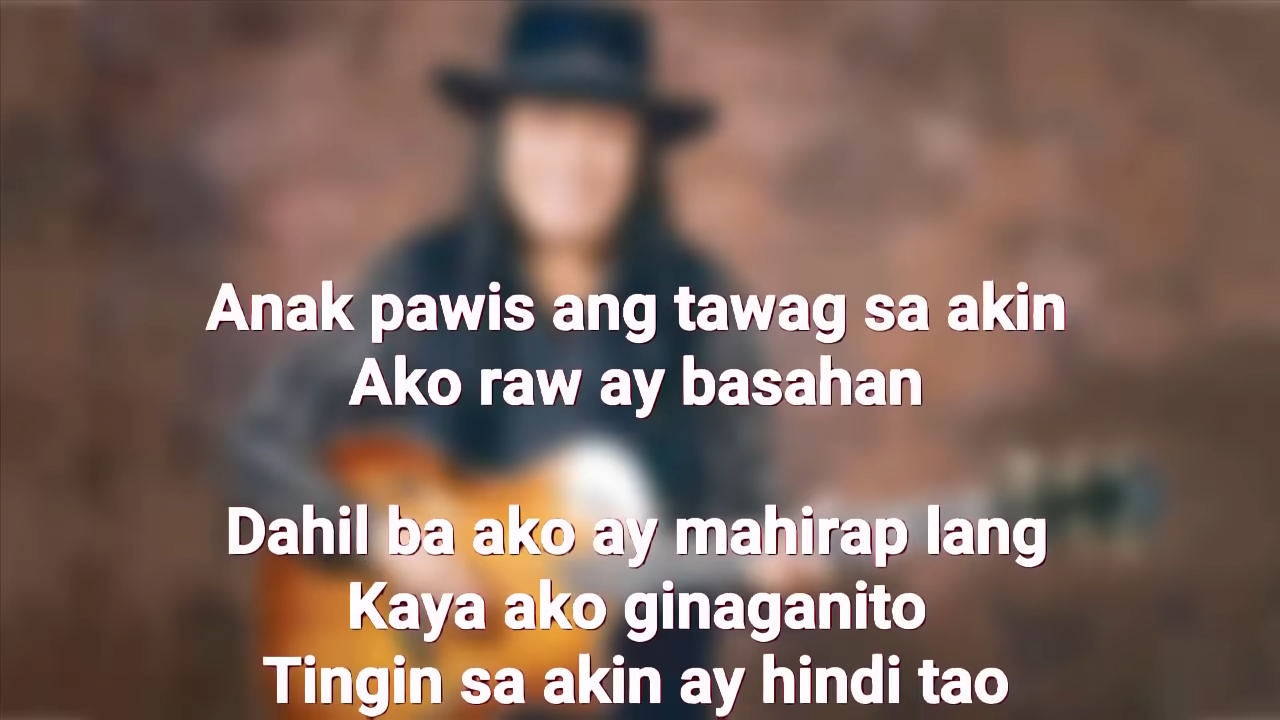 Anak pawis ang tawag sa akin
Ako raw ay basahan
Dahil ba ako ay mahirap lang
Kaya ako ginaganito
Tingin sa akin ay hindi tao